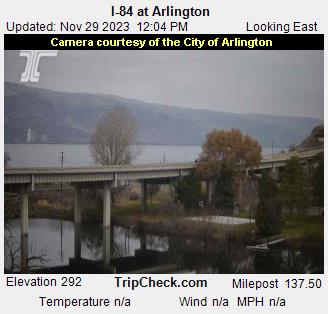 I-84 at Arlington
Updated: Nov 29 2023 12:04 PM Looking East
Camera courtesy of the City of Arlington
Elevation 292 TripCheck.com Milepost 137.50
Temperature n/a Wind n/a MPH n/a